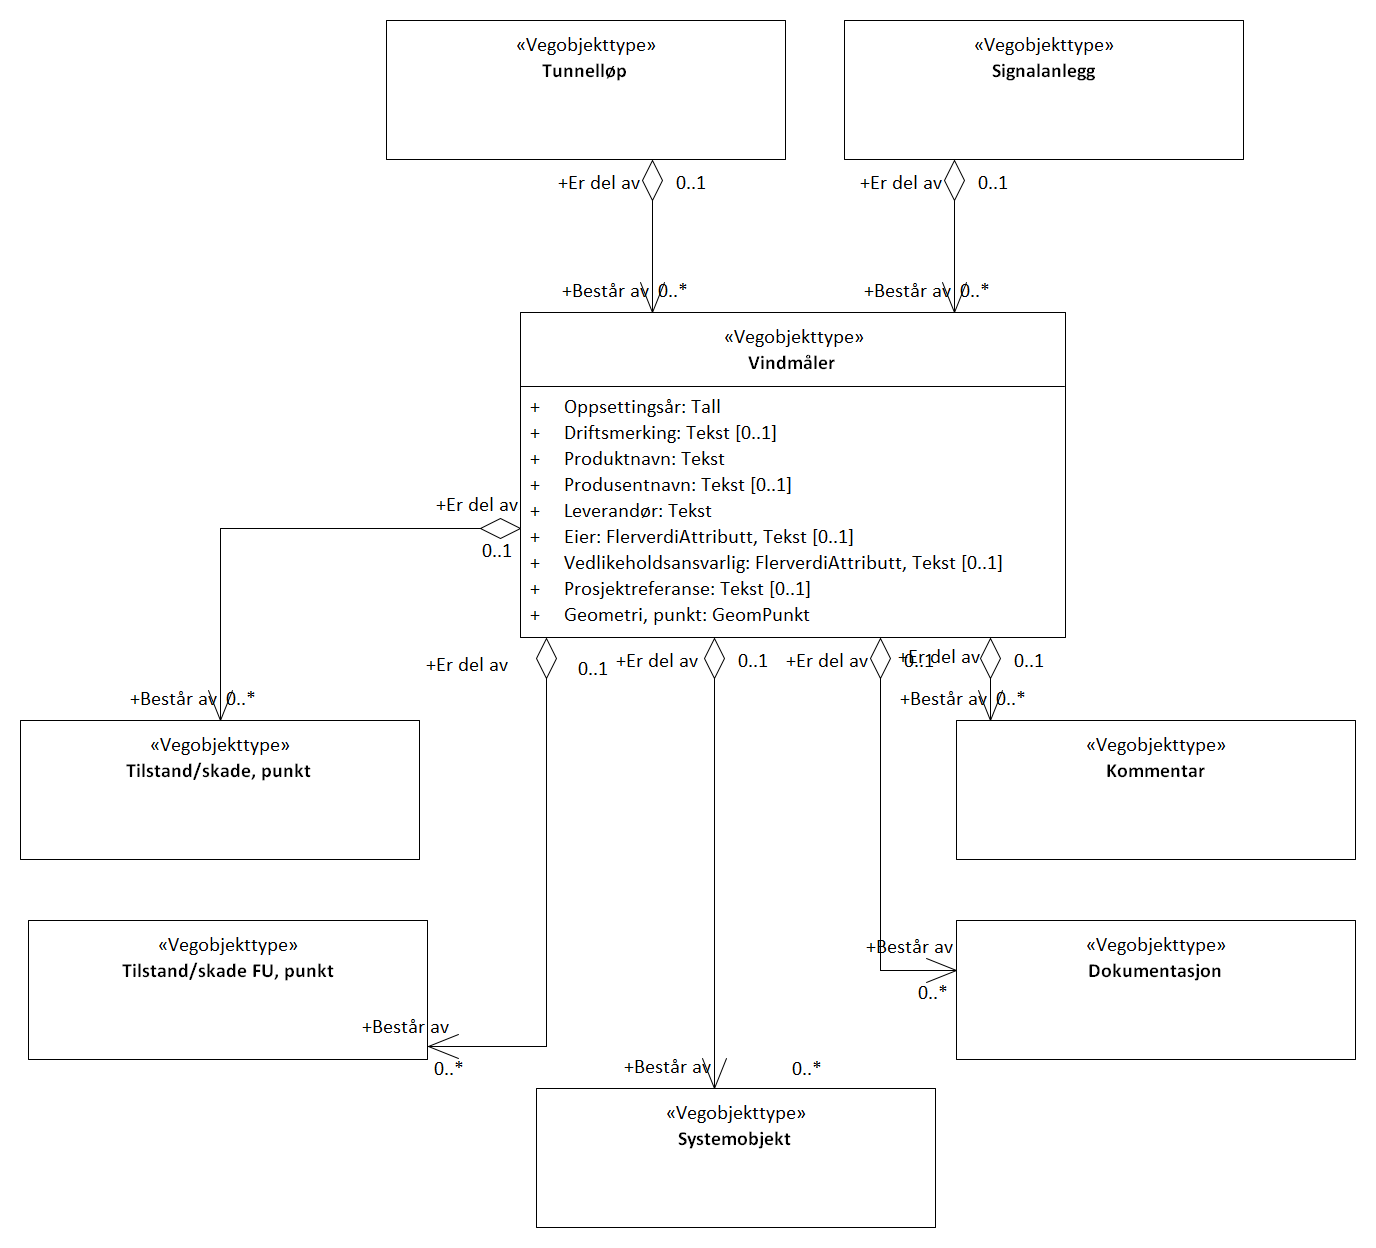 «Vegobjekttype»
Tunnelløp
«Vegobjekttype»
Signalanlegg
+Er del av 0..1
+Er del av 0..1
+Består av 0..*
+Består av 0..*
«Vegobjekttype»
Vindmåler
+ Oppsettingsår: Tall
+ Driftsmerking: Tekst [0..1]
+ Produktnavn: Tekst
+ Produsentnavn: Tekst [0..1]
+ Leverandør: Tekst
+ Eier: FlerverdiAttributt, Tekst [0..1]
+ Vedlikeholdsansvarlig: FlerverdiAttributt, Tekst [0..1]
+ Prosjektreferanse: Tekst [0..1]
+ Geometri, punkt: GeomPunkt
+Er del av
0..1
+Er del av 0..1
+Er del av 0..1
+Er del av 0..1
+Er del av 0..1
+Består av 0..*
+Består av 0..*
«Vegobjekttype»
Tilstand/skade, punkt
«Vegobjekttype»
Kommentar
«Vegobjekttype»
Tilstand/skade FU, punkt
+Består av
0..*
«Vegobjekttype»
Dokumentasjon
+Består av
0..*
+Består av 0..*
«Vegobjekttype»
Systemobjekt